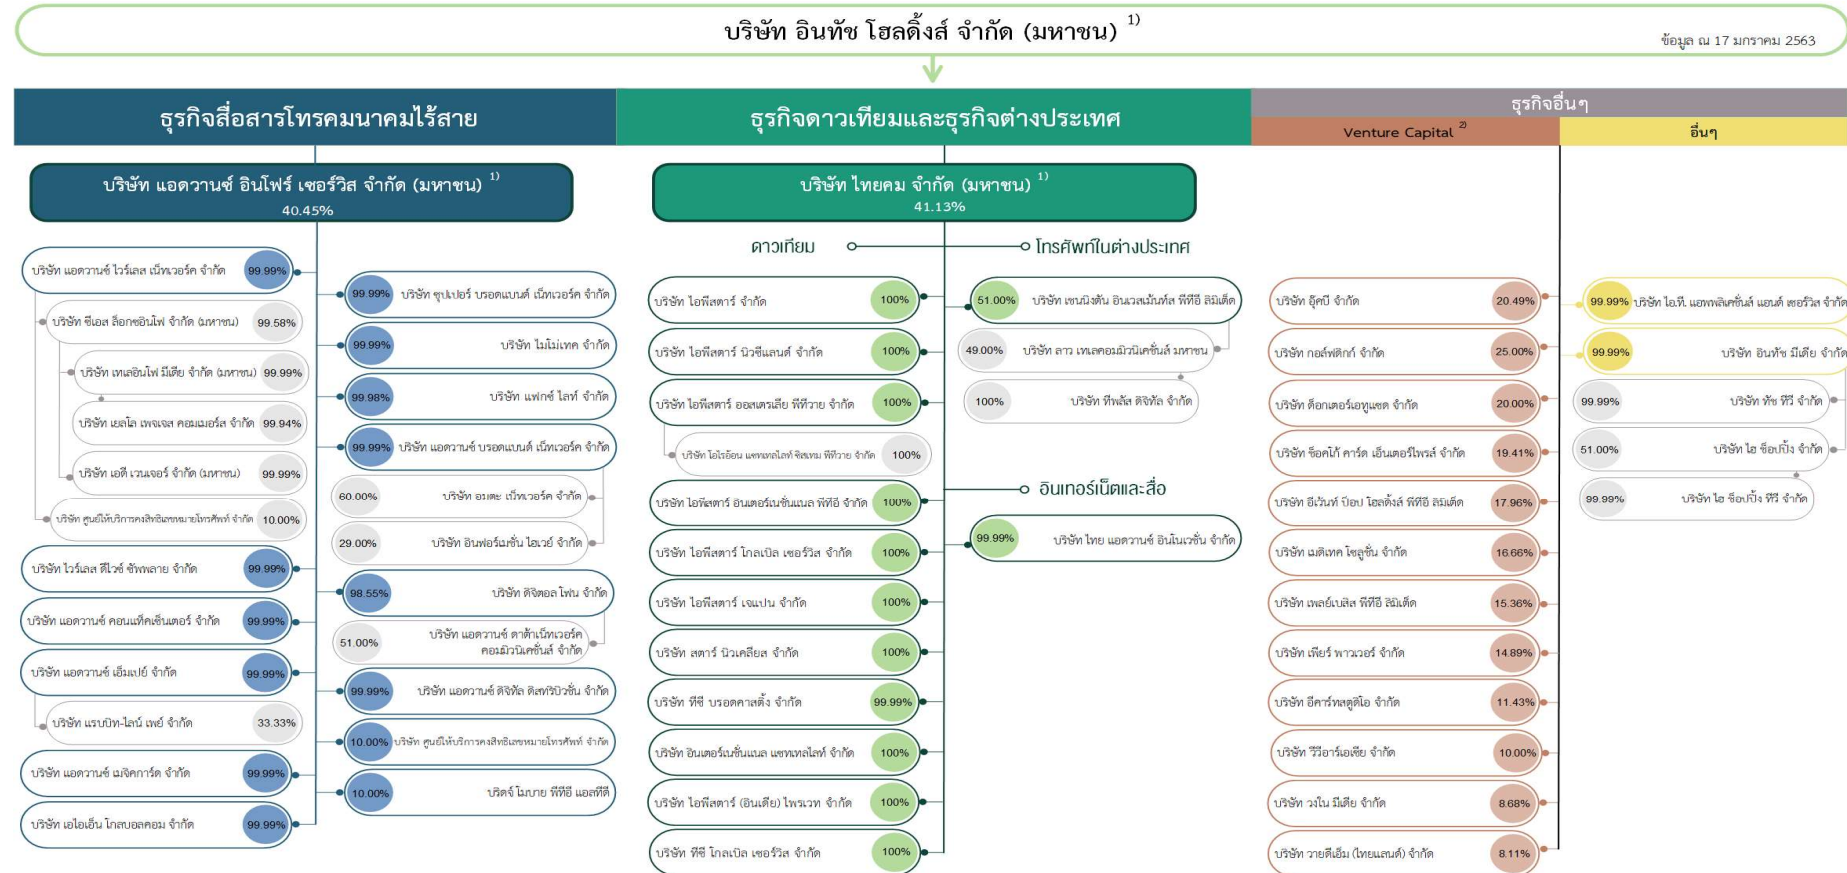 บริษัท อินทัช โฮลดิ้งส์ จำกัด (มหาชน) 1)
ข้อมูล ณ 17 มกราคม 2563
ธุรกิจสื่อสารโทรคมนาคมไร้สาย
บริษัท แอดวานซ์ อินโฟร์ เซอร์วิส จำกัด (มหาชน) 1)
40.45%
บริษัท แอดวานซ์ ไวร์เลส เน็ทเวอร์ค จำกัด 99.99%
บริษัท ซีเอส ล็อกซอินโฟ จำกัด (มหาชน) 99.58%
บริษัท เทเลอินโฟ มีเดีย จำกัด (มหาชน) 99.99%
บริษัท เยลโล เพจเจส คอมเมอร์ส จำกัด 99.94%
บริษัท เอดี เวนเจอร์ จำกัด (มหาชน) 99.99%
บริษัท ศูนย์ให้บริการคงสิทธิเลขหมายโทรศัพท์ จำกัด 10.00%
บริษัท ไวร์เลส ดีไวซ์ ซัพพลาย จำกัด 99.99%
บริษัท แอดวานซ์ คอนแท็คเซ็นเตอร์ จำกัด 99.99%
บริษัท แอดวานซ์ เอ็มเปย์ จำกัด 99.99%
บริษัท แรบบิท-ไลน์ เพย์ จำกัด 33.33%
บริษัท แอดวานซ์ เมจิคการ์ด จำกัด 99.99%
บริษัท เอไอเอ็น โกลบอลคอม จำกัด 99.99%
99.99% บริษัท ซุปเปอร์ บรอดแบนด์ เน็ทเวอร์ค จำกัด
99.99% บริษัท ไมโม่เทค จำกัด
99.98% บริษัท แฟกซ์ ไลท์ จำกัด
99.99% บริษัท แอดวานซ์ บรอดแบนด์ เน็ทเวอร์ค จำกัด
60.00% บริษัท อมตะ เน็ทเวอร์ค จำกัด
29.00% บริษัท อินฟอร์เมชั่น ไฮเวย์ จำกัด
98.55% บริษัท ดิจิตอล โฟน จำกัด
51.00% บริษัท แอดวานซ์ ดาต้าเน็ทเวอร์ค
คอมมิวนิเคชั่นส์ จำกัด
99.99% บริษัท แอดวานซ์ ดิจิทัล ดิสทริบิวชั่น จำกัด
10.00% บริษัท ศูนย์ให้บริการคงสิทธิเลขหมายโทรศัพท์ จำกัด
10.00% บริดจ์ โมบาย พีทีอี แอลทีดี
ธุรกิจดาวเทียมและธุรกิจต่างประเทศ
บริษัท ไทยคม จำกัด (มหาชน) 1)
41.13%
ดาวเทียม
บริษัท ไอพีสตาร์ จำกัด 100%
บริษัท ไอพีสตาร์ นิวซีแลนด์ จำกัด 100%
บริษัท ไอพีสตาร์ ออสเตรเลีย พีทีวาย จำกัด 100%
บริษัท โอไรอ้อน แซทเทลไลท์ ซิสเทม พีทีวาย จำกัด 100%
บริษัท ไอพีสตาร์ อินเตอร์เนชั่นแนล พีทีอี จำกัด 100%
บริษัท ไอพีสตาร์ โกลเบิล เซอร์วิส จำกัด 100%
บริษัท ไอพีสตาร์ เจแปน จำกัด 100%
บริษัท สตาร์ นิวเคลียส จำกัด 100%
บริษัท ทีซี บรอดคาสติ้ง จำกัด 99.99%
บริษัท อินเตอร์เนชั่นแนล แซทเทลไลท์ จำกัด 100%
บริษัท ไอพีสตาร์ (อินเดีย) ไพรเวท จำกัด 100%
บริษัท ทีซี โกลเบิล เซอร์วิส จำกัด 100%
โทรศัพท์ในต่างประเทศ
51.00% บริษัท เชนนิงตัน อินเวสเม้นท์ส พีทีอี ลิมิเต็ด
49.00% บริษัท ลาว เทเลคอมมิวนิเคชั่นส์ มหาชน
100% บริษัท ทีพลัส ดิจิทัล จำกัด
อินเทอร์เน็ตและสื่อ
99.99% บริษัท ไทย แอดวานซ์ อินโนเวชั่น จำกัด
ธุรกิจอื่นๆ
Venture Capital 2)
บริษัท อุ๊คบี จำกัด 20.49%
บริษัท กอล์ฟดิกก์ จำกัด 25.00%
บริษัท ด็อกเตอร์เอทูแซด จำกัด 20.00%
บริษัท ช็อคโก้ คาร์ด เอ็นเตอร์ไพรส์ จำกัด 19.41%
บริษัท อีเว้นท์ ป็อป โฮลดิ้งส์ พีทีอี ลิมิเต็ด 17.96%
บริษัท เมดิเทค โซลูชั่น จำกัด 16.66%
บริษัท เพลย์เบสิส พีทีอี ลิมิเต็ด 15.36%
บริษัท เพียร์ พาวเวอร์ จำกัด 14.89%
บริษัท อีคาร์ทสตูดิโอ จำกัด 11.43%
บริษัท วีวีอาร์เอเชีย จำกัด 10.00%
บริษัท วงใน มีเดีย จำกัด 8.68%
บริษัท วายดีเอ็ม (ไทยแลนด์) จำกัด 8.11%
อื่นๆ
99.99% บริษัท ไอ.ที. แอพพลิเคชั่นส์ แอนด์ เซอร์วิส จำกัด
99.99% บริษัท อินทัช มีเดีย จำกัด
99.99% บริษัท ทัช ทีวี จำกัด
51.00% บริษัท ไฮ ช็อปปิ้ง จำกัด
99.99% บริษัท ไฮ ช็อปปิ้ง ทีวี จำกัด